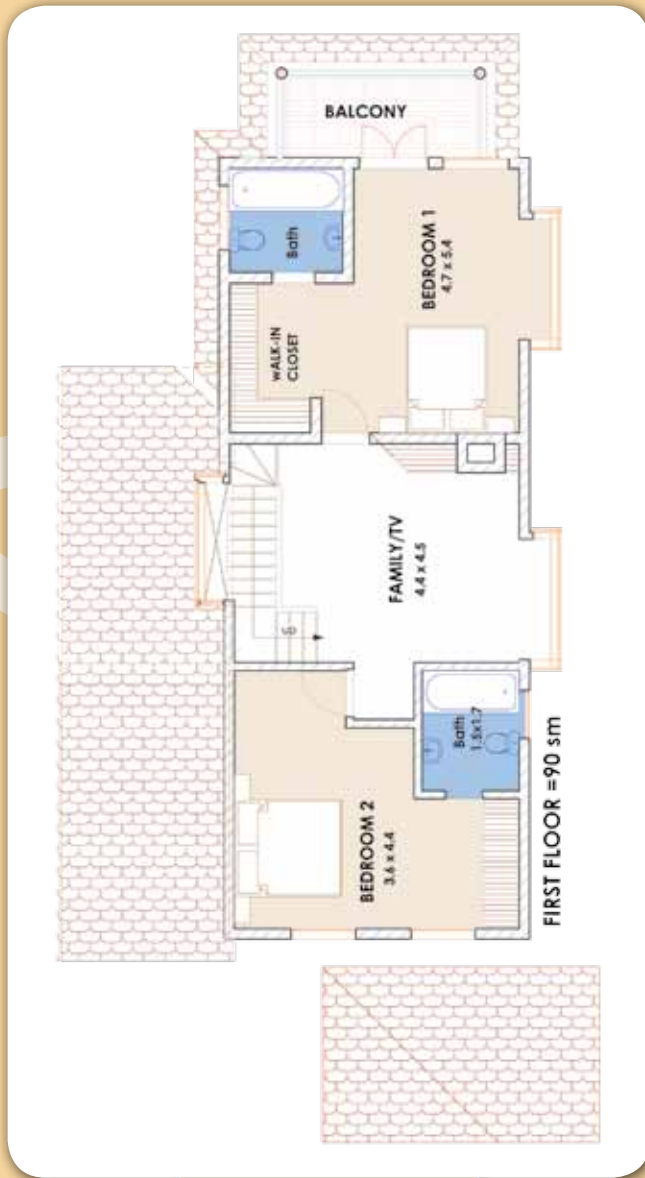 BALCONY
Bath
BEDROOM 1
4.7 x 5.4
wALK-IN
CLOSET
FAMILY/TV
4.4 x 4.5
Bath
1.5x1.7
BEDROOM 2
3.6 x 4.4
FIRST FLOOR =90 sm